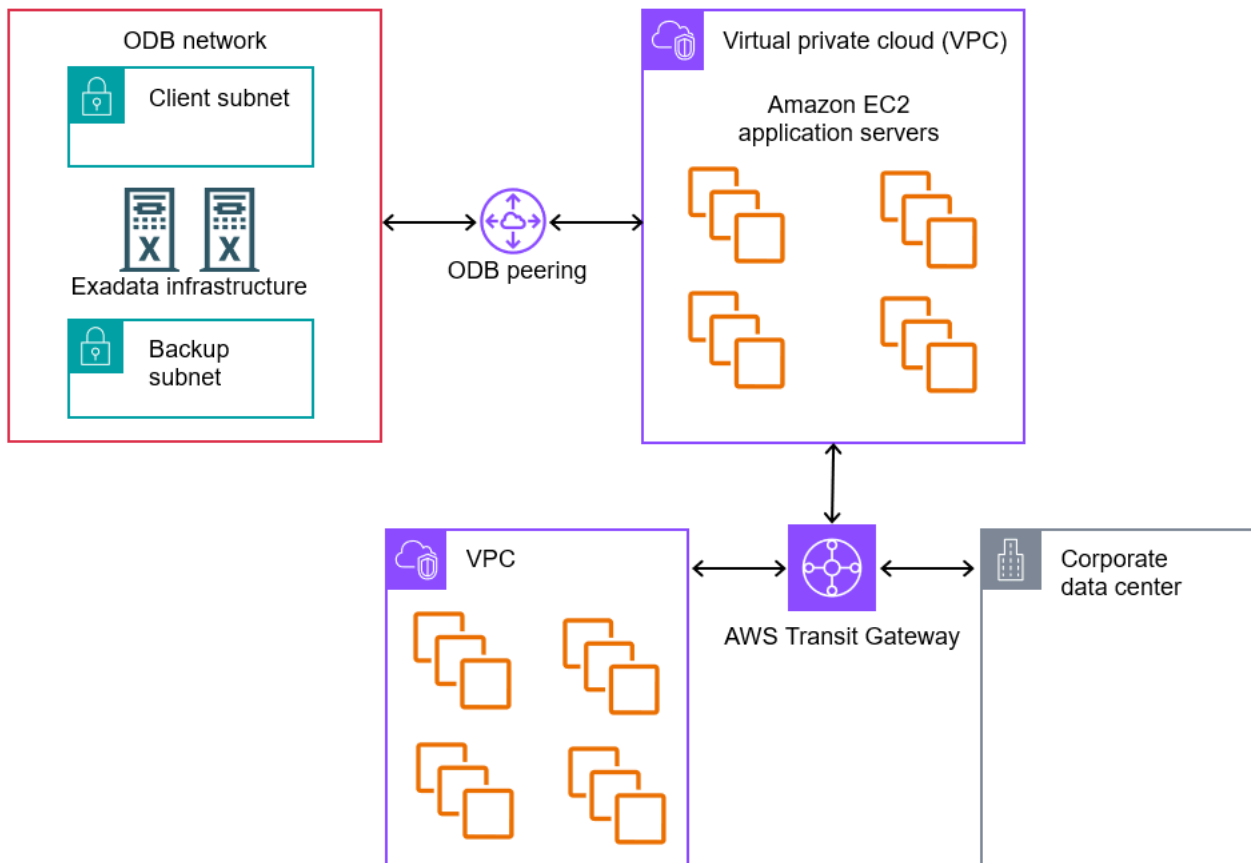 ODB network
Client subnet
X X
Exadata infrastructure
Backup
subnet
ODB peering
Virtual private cloud (VPC)
Amazon EC2
application servers
VPC
AWS Transit Gateway
Corporate
data center